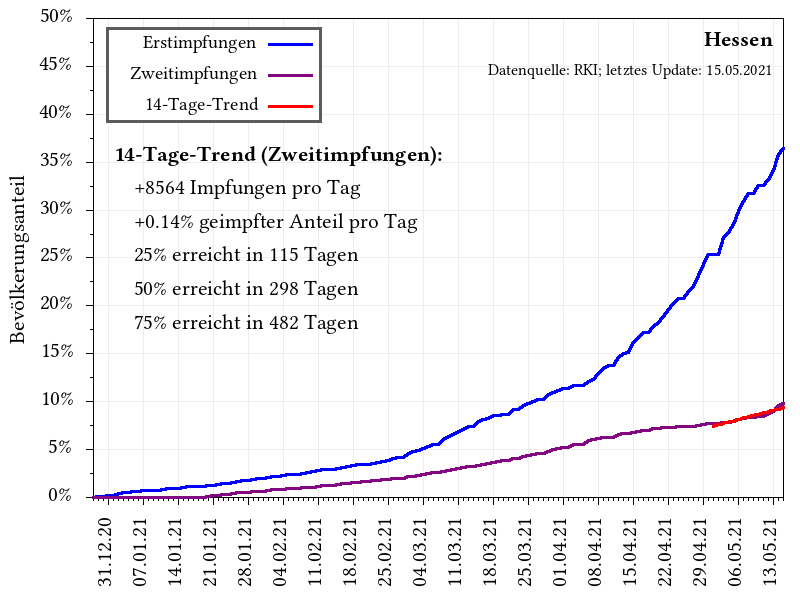 50%
45%
40%
35%
30%
25%
20%
15%
10%
5%
0%
Bevölkerungsanteil
Erstimpfungen
Zweitimpfungen
14-Tage-Trend
Hessen
Datenquelle: RKI; letztes Update: 15.05.2021
14-Tage-Trend (Zweitimpfungen):
+8564 Impfungen pro Tag
+0.14% geimpfter Anteil pro Tag
25% erreicht in 115 Tagen
50% erreicht in 298 Tagen
75% erreicht in 482 Tagen
31.12.20
07.01.21
14.01.21
21.01.21
28.01.21
04.02.21
11.02.21
18.02.21
25.02.21
04.03.21
11.03.21
18.03.21
25.03.21
01.04.21
08.04.21
15.04.21
22.04.21
29.04.21
06.05.21
13.05.21